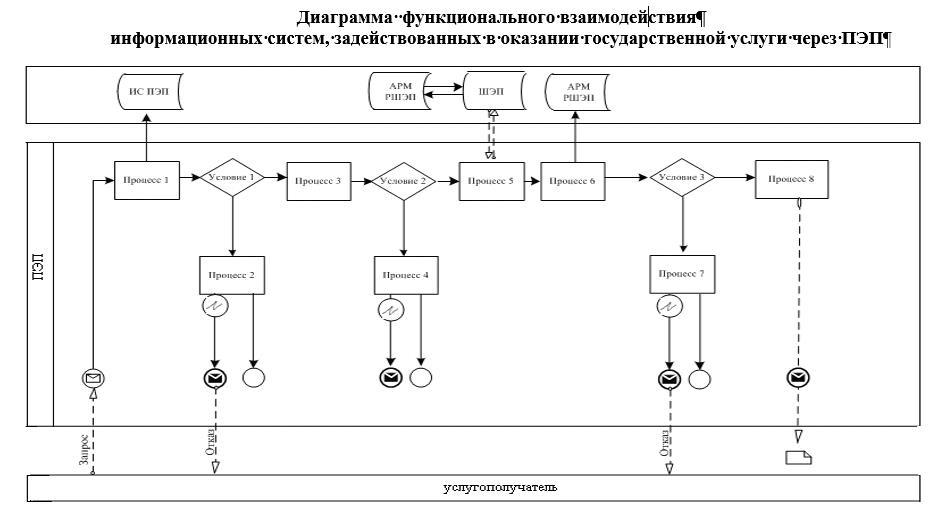 Диаграмма функционального взаимодействия¶
информационных систем, задействованных в оказании государственной услуги через ПЭП¶
ИС ПЭП
АРМ
РШЭП
ШЭП
АРМ
РШЭП
Процесс 1
Условие 1
Процесс 3
Условие 2
Процесс 5
Процесс 6
Условие 3
Процесс 8
ПЭП
Процесс 2
Процесс 4
Процесс 7
Запрос
Отказ
Отказ
услугополучатель